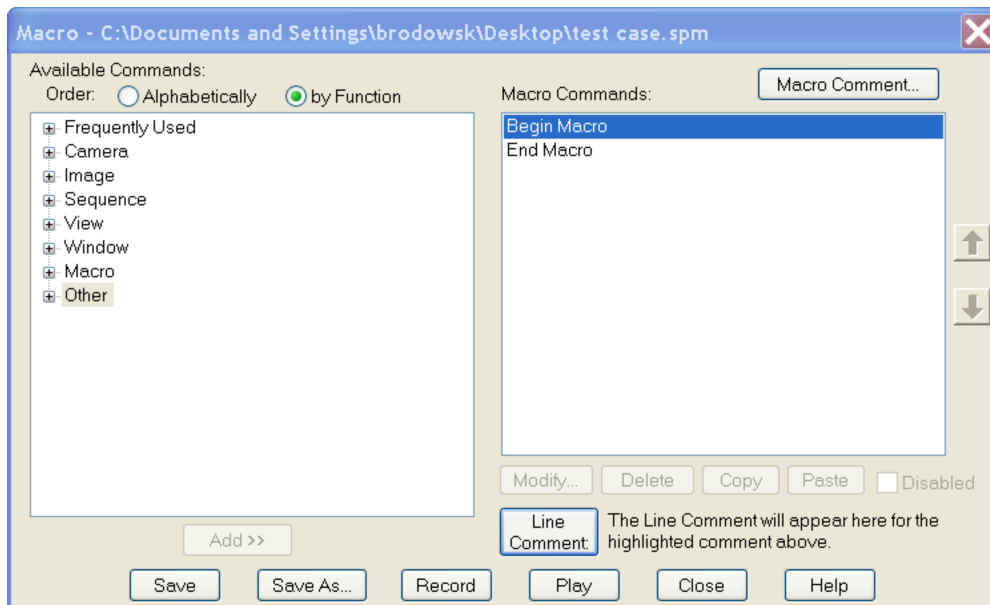 Macro - C:\Documents and Settings\brodowsk\Desktop\test case.spm
Available Commands:
Order: Alphabetically by Function
Frequently Used
Camera
Image
Sequence
View
Window
Macro
Other
Add >>
Macro Commands:
Macro Comment...
Begin Macro
End Macro
Modify... Delete Copy Paste Disabled
Line
Comment:
The Line Comment will appear here for the
highlighted comment above.
Save Save As... Record Play Close Help